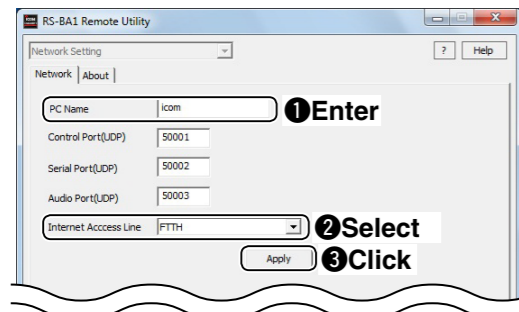 RS-BA1 Remote Utility
Network Setting ? Help
Network About
PC Name icom ❶Enter
Control Port(UDP) 50001
Serial Port(UDP) 50002
Audio Port(UDP) 50003
Internet Acccess Line FTTH ❷Select
Apply ❸Click